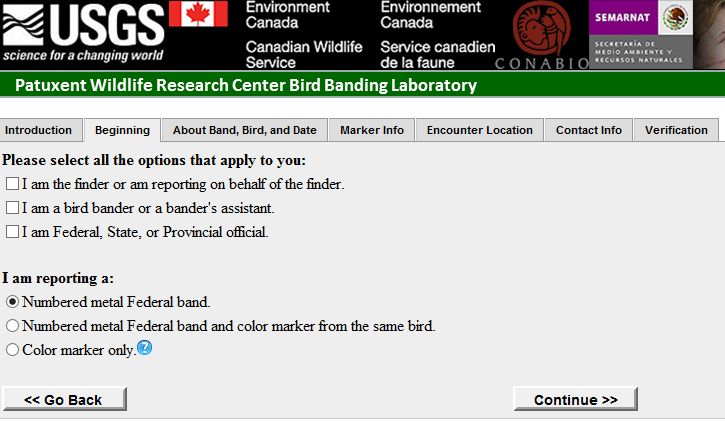 USGS
science for a changing world
Environment
Canada
Canadian Wildlife
Service
Environnement
Canada
Service canadien
de la faune
CONABIO
SEMARNAT
SECRETARÍA DE
MEDIO AMBIENTE Y
RECURSOS NATURALES
Patuxent Wildlife Research Center Bird Banding Laboratory
Introduction Beginning About Band, Bird, and Date Marker Info Encounter Location Contact Info Verification
Please select all the options that apply to you:
I am the finder or am reporting on behalf of the finder.
I am a bird bander or a bander's assistant.
I am Federal, State, or Provincial official.
I am reporting a:
Numbered metal Federal band.
Numbered metal Federal band and color marker from the same bird.
Color marker only. ?
<< Go Back Continue >>